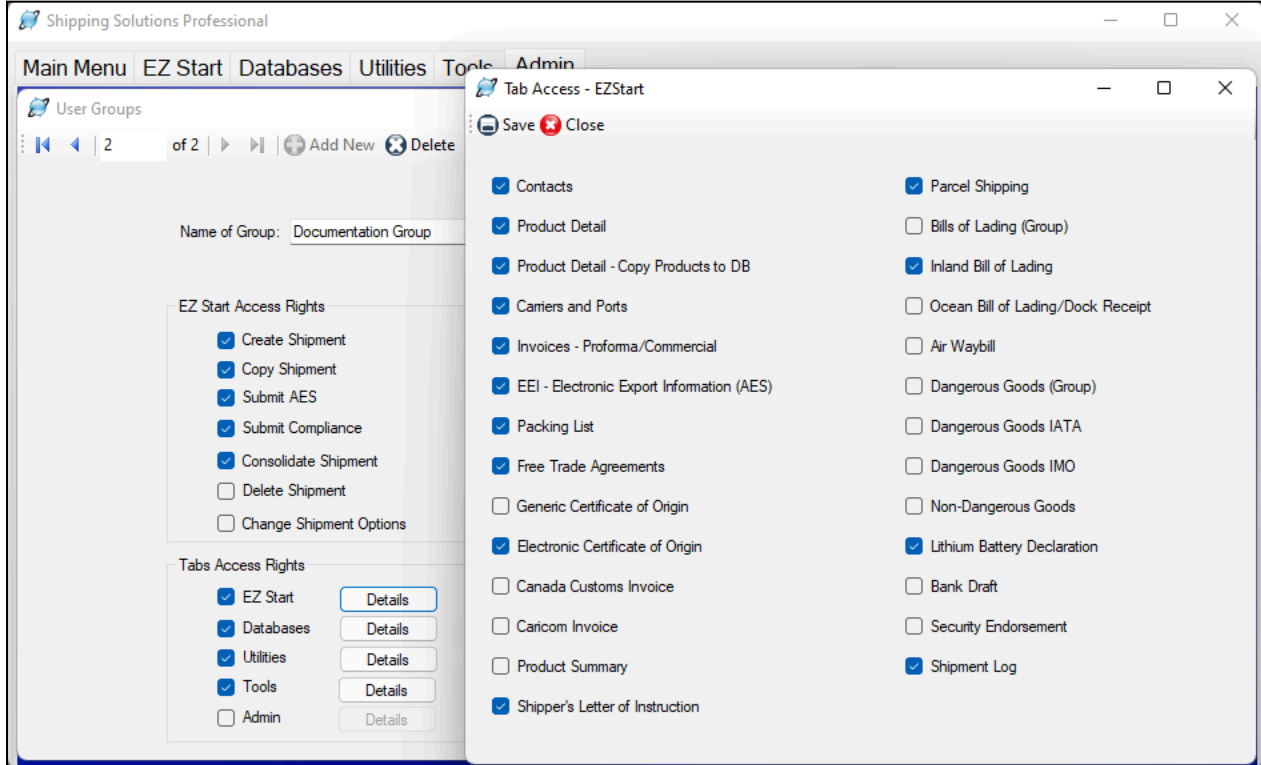 Shipping Solutions Professional
Main Menu EZ Start Databases Utilities Tools Admin
User Groups
2 of 2 Add New Delete
Name of Group: Documentation Group
EZ Start Access Rights
Create Shipment
Copy Shipment
Submit AES
Submit Compliance
Consolidate Shipment
Delete Shipment
Change Shipment Options
Tabs Access Rights
EZ Start Details
Databases Details
Utilities Details
Tools Details
Admin Details
Tab Access - EZStart
Save Close
Contacts
Product Detail
Product Detail - Copy Products to DB
Carriers and Ports
Invoices - Proforma/Commercial
EEI - Electronic Export Information (AES)
Packing List
Free Trade Agreements
Generic Certificate of Origin
Electronic Certificate of Origin
Canada Customs Invoice
Caricom Invoice
Product Summary
Shipper's Letter of Instruction
Parcel Shipping
Bills of Lading (Group)
Inland Bill of Lading
Ocean Bill of Lading/Dock Receipt
Air Waybill
Dangerous Goods (Group)
Dangerous Goods IATA
Dangerous Goods IMO
Non-Dangerous Goods
Lithium Battery Declaration
Bank Draft
Security Endorsement
Shipment Log